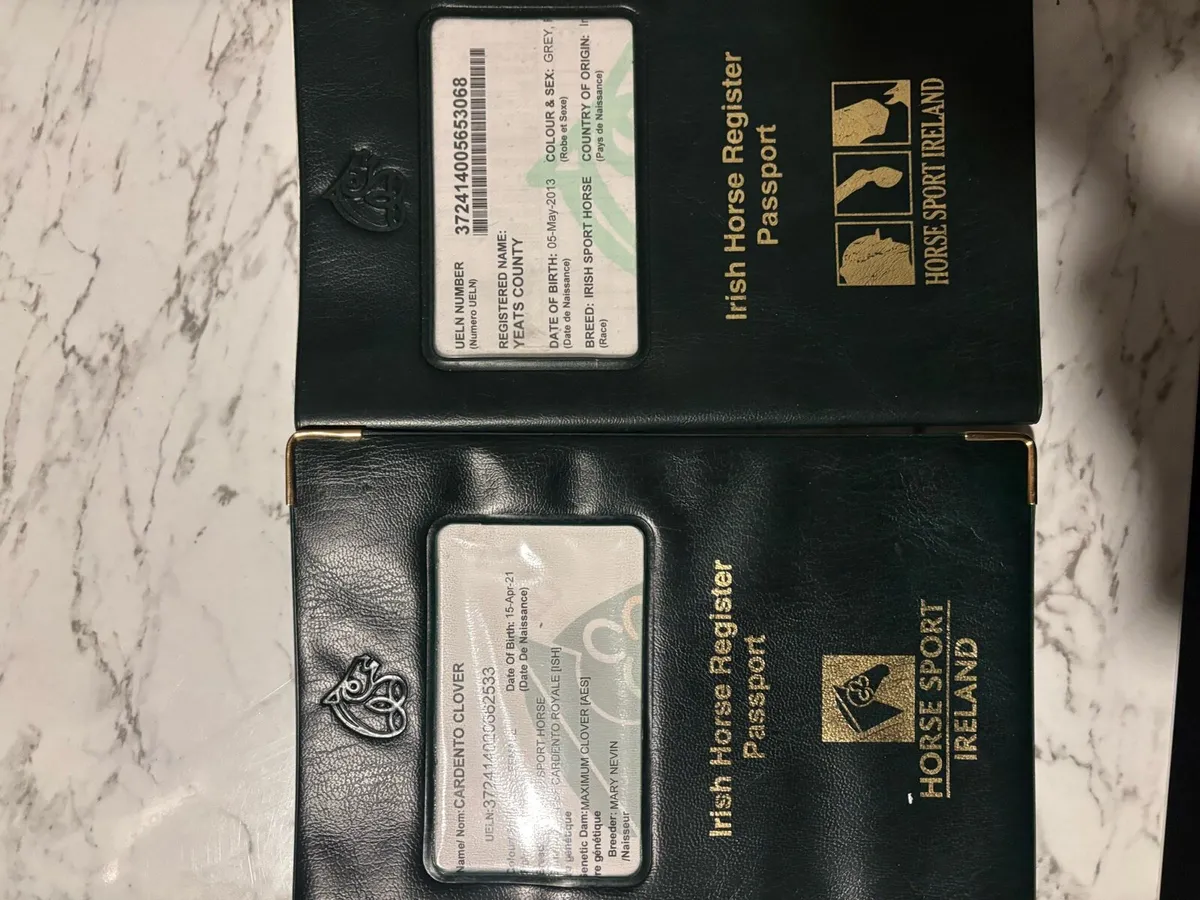 UELN NUMBER 372414005653068
(Numero UELN)
REGISTERED NAME:
YEATS COUNTY
DATE OF BIRTH: 05-May-2013 COLOUR & SEX: GREY,
(Date de Naissance) (Robe et Sexe)
BREED: IRISH SPORT HORSE COUNTRY OF ORIGIN:
(Race) (Pays de Naissance)
Irish Horse Register
Passport
HORSE SPORT IRELAND
Name/ Nom: CARDENTO CLOVER
UELN:
Date Of Birth: 15-Apr-21
(Date De Naissance)
SPORT HORSE
CARDENTO ROYALE [ISH]
génétique
Genetic Dam: MAXIMUM CLOVER [AES]
génétique
Breeder: MARY NEVIN
/Naisseur
Irish Horse Register
Passport
HORSE SPORT
IRELAND